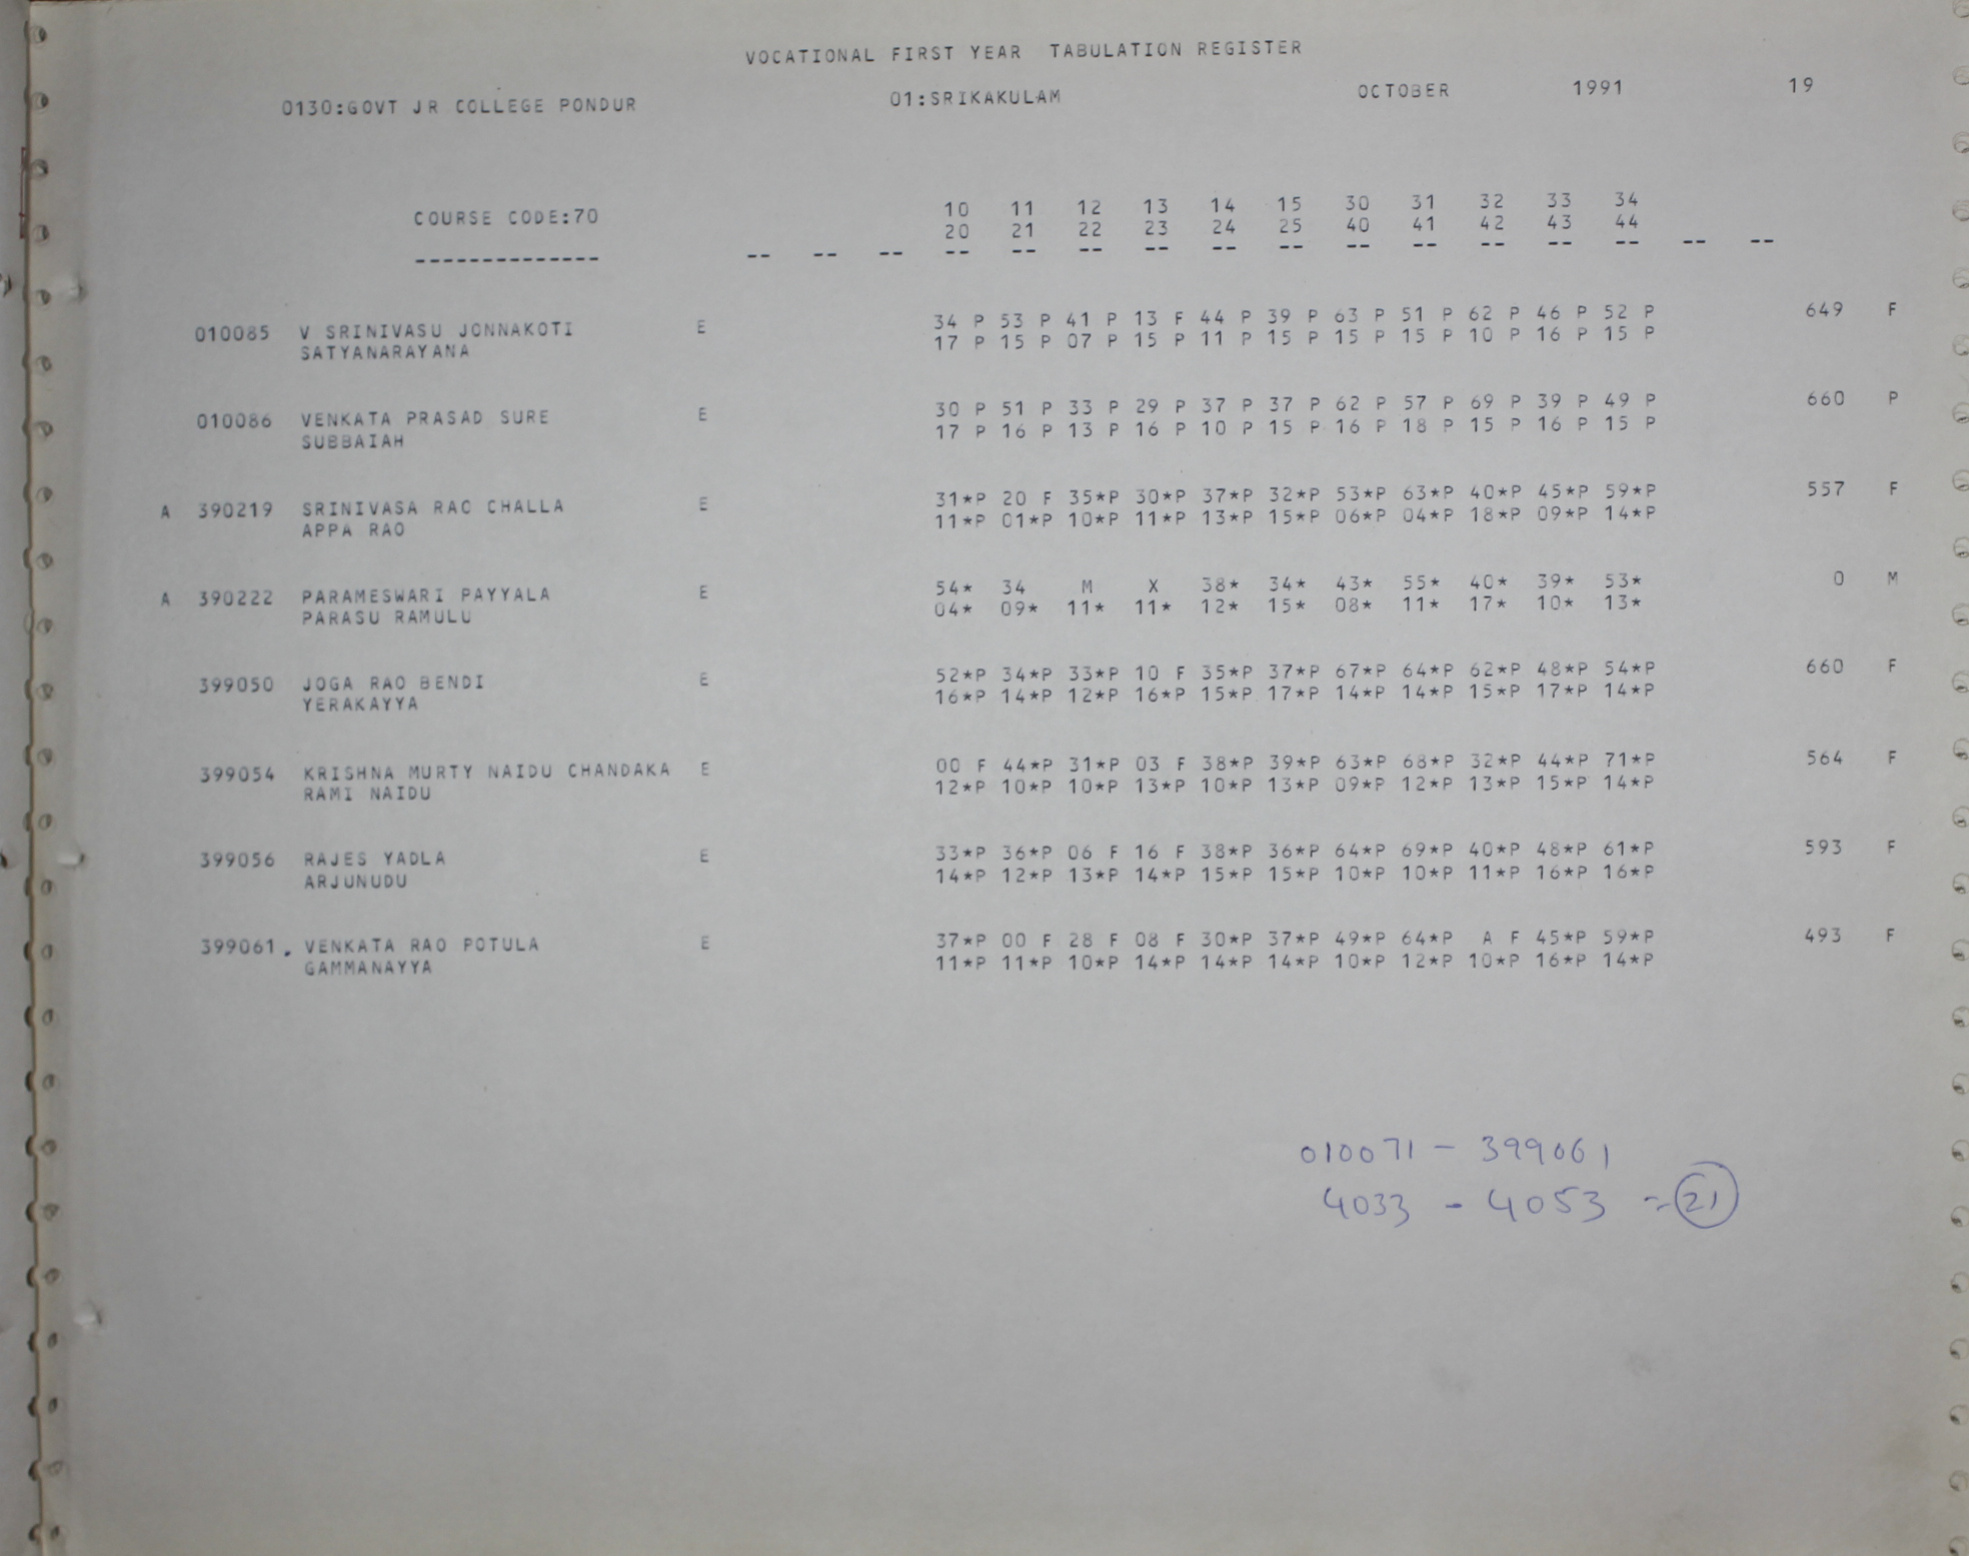 VOCATIONAL FIRST YEAR TABULATION REGISTER
0130:GOVT JR COLLEGE PONDUR 01:SRIKAKULAM OCTOBER 1991 19
10 11 12 13 14 15 30 31 32 33 34
COURSE CODE:70 20 21 22 23 24 25 40 41 42 43 44
-------------- -- -- -- -- -- -- -- -- -- -- -- -- -- -- -- --
010085 V SRINIVASU JONNAKOTI E 34 P 53 P 41 P 13 F 44 P 39 P 63 P 51 P 62 P 46 P 52 P 649 F
SATYANARAYANA 17 P 15 P 07 P 15 P 11 P 15 P 15 P 15 P 10 P 16 P 15 P
010086 VENKATA PRASAD SURE E 30 P 51 P 33 P 29 P 37 P 37 P 62 P 57 P 69 P 39 P 49 P 660 P
SUBBAIAH 17 P 16 P 13 P 16 P 10 P 15 P 16 P 18 P 15 P 16 P 15 P
A 390219 SRINIVASA RAO CHALLA E 31*P 20 F 35*P 30*P 37*P 32*P 53*P 63*P 40*P 45*P 59*P 557 F
APPA RAO 11*P 01*P 10*P 11*P 13*P 15*P 06*P 04*P 18*P 09*P 14*P
A 390222 PARAMESWARI PAYYALA E 54* 34 M X 38* 34* 43* 55* 40* 39* 53* 0 M
PARASU RAMULU 04* 09* 11* 11* 12* 15* 08* 11* 17* 10* 13*
399050 JOGA RAO BENDI E 52*P 34*P 33*P 10 F 35*P 37*P 67*P 64*P 62*P 48*P 54*P 660 F
YERAKAYYA 16*P 14*P 12*P 16*P 15*P 17*P 14*P 14*P 15*P 17*P 14*P
399054 KRISHNA MURTY NAIDU CHANDAKA E 00 F 44*P 31*P 03 F 38*P 39*P 63*P 68*P 32*P 44*P 71*P 564 F
RAMI NAIDU 12*P 10*P 10*P 13*P 10*P 13*P 09*P 12*P 13*P 15*P 14*P
399056 RAJES YADLA E 33*P 36*P 06 F 16 F 38*P 36*P 64*P 69*P 40*P 48*P 61*P 593 F
ARJUNUDU 14*P 12*P 13*P 14*P 15*P 15*P 10*P 10*P 11*P 16*P 16*P
399061. VENKATA RAO POTULA E 37*P 00 F 28 F 08 F 30*P 37*P 49*P 64*P A F 45*P 59*P 493 F
GAMMANAYYA 11*P 11*P 10*P 14*P 14*P 14*P 10*P 12*P 10*P 16*P 14*P
010071 - 399061
4033 - 4053 = 21